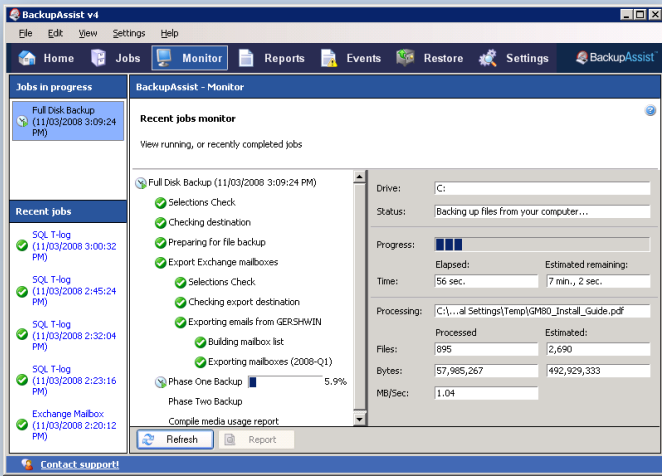 BackupAssist v4
File Edit View Settings Help
Home Jobs Monitor Reports Events Restore Settings BackupAssist
Jobs in progress
Full Disk Backup
(11/03/2008 3:09:24
PM)
Recent jobs
SQL T-log
(11/03/2008 3:00:32
PM)
SQL T-log
(11/03/2008 2:45:24
PM)
SQL T-log
(11/03/2008 2:32:04
PM)
SQL T-log
(11/03/2008 2:23:16
PM)
Exchange Mailbox
(11/03/2008 2:20:12
PM)
BackupAssist - Monitor
Recent jobs monitor
View running, or recently completed jobs
Full Disk Backup (11/03/2008 3:09:24 PM)
Selections Check
Checking destination
Preparing for file backup
Export Exchange mailboxes
Selections Check
Checking export destination
Exporting emails from GERSHWIN
Building mailbox list
Exporting mailboxes (2008-Q1)
Phase One Backup 5.9%
Phase Two Backup
Compile media usage report
Refresh Report
Drive: C:
Status: Backing up files from your computer...
Progress:
Elapsed: Estimated remaining:
Time: 56 sec. 7 min., 2 sec.
Processing: C:\...al Settings\Temp\GM80_Install_Guide.pdf
Processed Estimated:
Files: 895 2,690
Bytes: 57,985,267 492,929,333
MB/Sec: 1.04
Contact support!